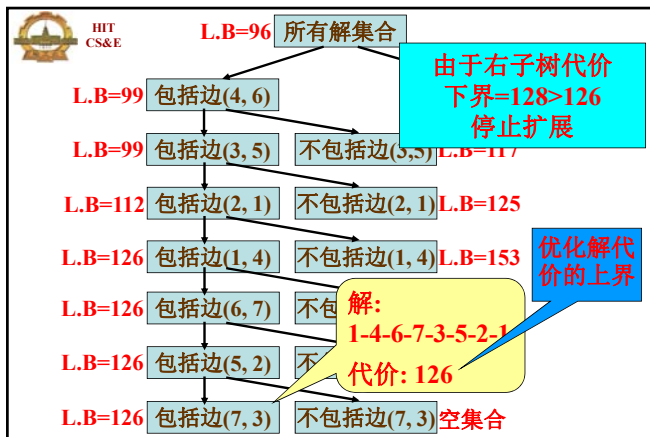 HIT
CS&E
L.B=96 所有解集合
由于右子树代价
下界=128>126
停止扩展
L.B=99 包括边(4, 6)
L.B=99 包括边(3, 5) 不包括边(3,5)
L.B=112 包括边(2, 1) 不包括边(2, 1) L.B=125
L.B=126 包括边(1, 4) 不包括边(1, 4) L.B=153
优化解代
价的上界
L.B=126 包括边(6, 7)
解:
1-4-6-7-3-5-2-1
代价: 126
L.B=126 包括边(5, 2)
L.B=126 包括边(7, 3) 不包括边(7, 3) 空集合